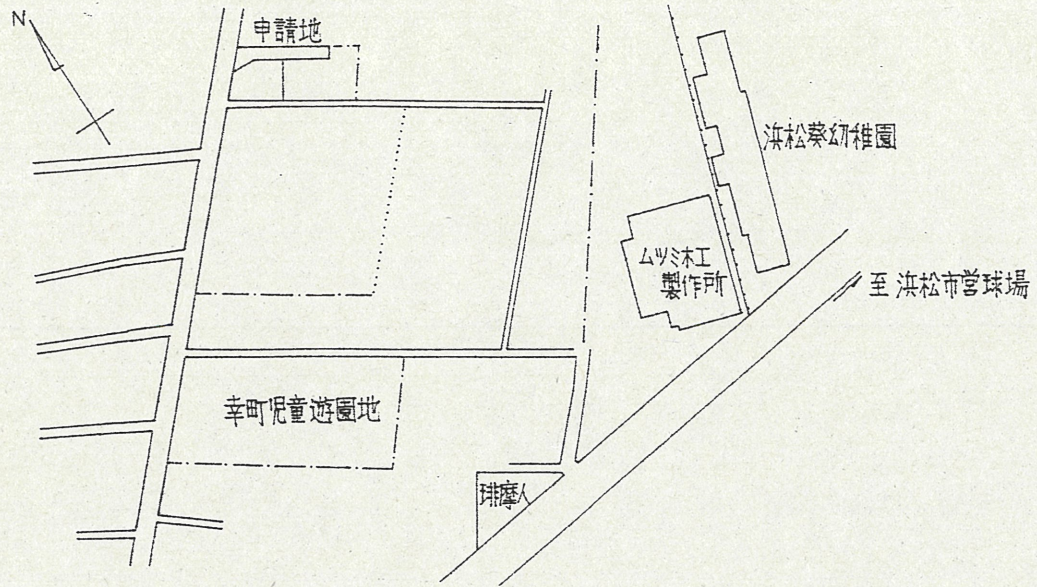 N
申請地
浜松葵幼稚園
ムツミ木工
製作所
至 浜松市営球場
幸町児童遊園地
琲摩人